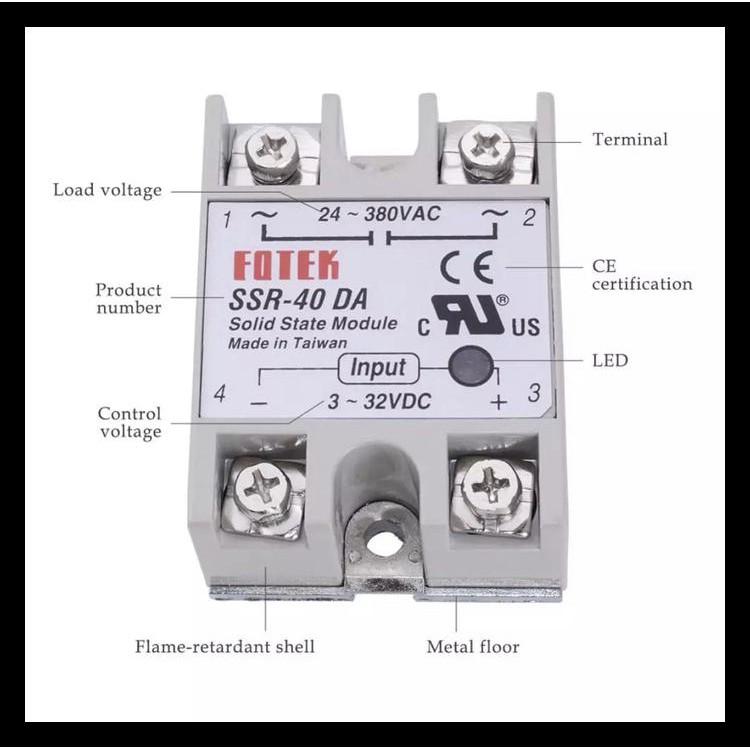 Terminal
Load voltage
1 ~ 24 ~ 380VAC ~ 2
FOTEK
CE
CE
certification
Product
number
SSR-40 DA
Solid State Module
C RU® US
Made in Taiwan
LED
Input
4 − 3 ~ 32VDC + 3
Control
voltage
Flame-retardant shell
Metal floor